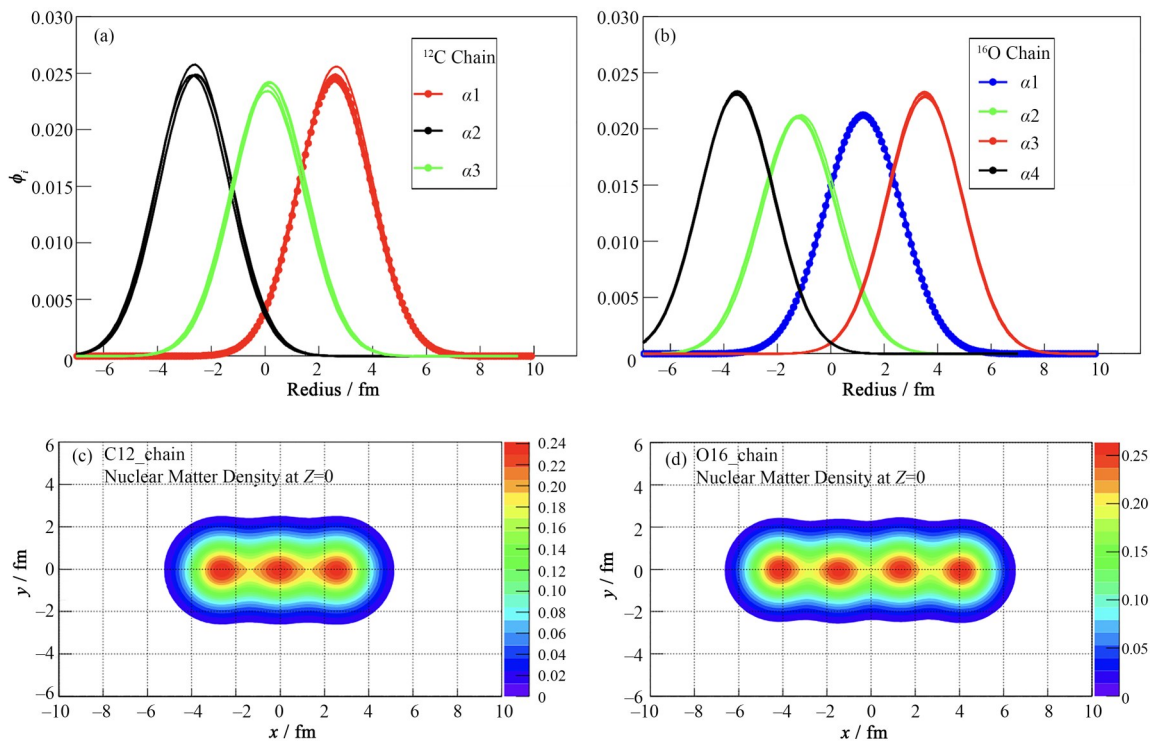 (a)
¹²C Chain
α1
α2
α3
ϕᵢ
0.030
0.025
0.020
0.015
0.010
0.005
0
−6 −4 −2 0 2 4 6 8 10
Redius / fm
(b)
¹⁶O Chain
α1
α2
α3
α4
0.030
0.025
0.020
0.015
0.010
0.005
0
−6 −4 −2 0 2 4 6 8 10
Redius / fm
(c) C12_chain
Nuclear Matter Density at Z=0
y / fm
6
4
2
0
−2
−4
−6
−10 −8 −6 −4 −2 0 2 4 6 8 10
x / fm
0.24
0.22
0.20
0.18
0.16
0.14
0.12
0.10
0.08
0.06
0.04
0.02
0
(d) O16_chain
Nuclear Matter Density at Z=0
y / fm
6
4
2
0
−2
−4
−6
−10 −8 −6 −4 −2 0 2 4 6 8 10
x / fm
0.25
0.20
0.15
0.10
0.05
0